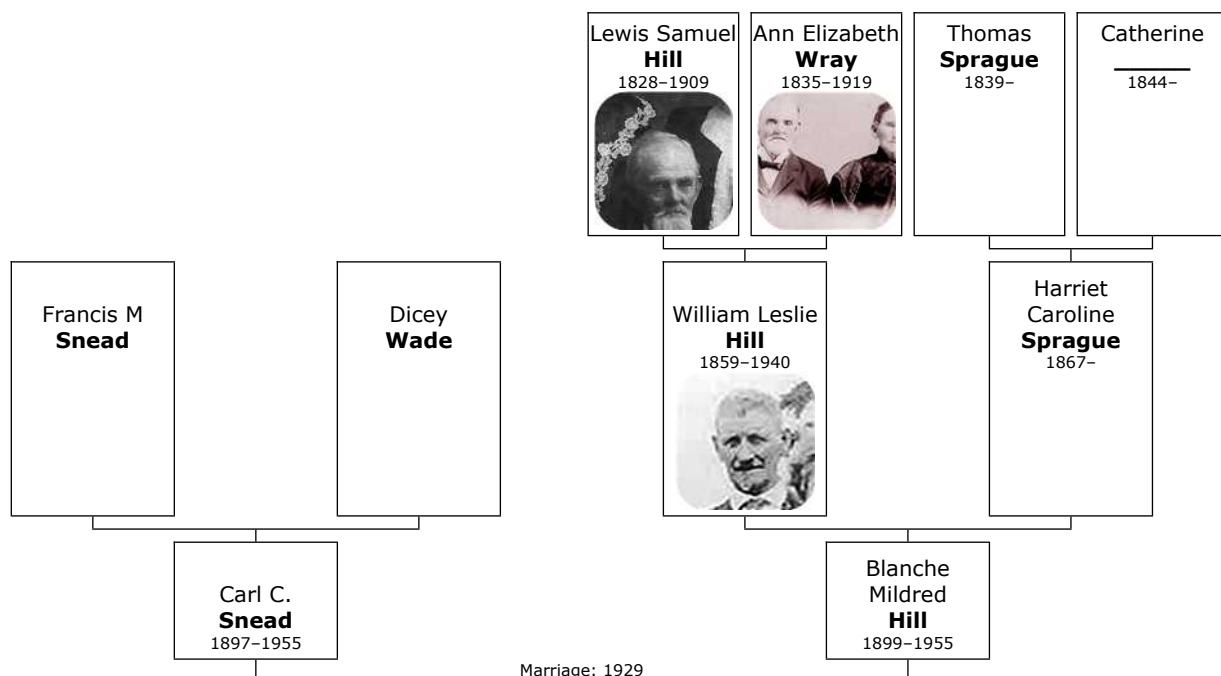 Lewis Samuel
Hill
1828–1909
Ann Elizabeth
Wray
1835–1919
Thomas
Sprague
1839–
Catherine
________
1844–
Francis M
Snead
Dicey
Wade
William Leslie
Hill
1859–1940
Harriet
Caroline
Sprague
1867–
Carl C.
Snead
1897–1955
Blanche
Mildred
Hill
1899–1955
Marriage: 1929